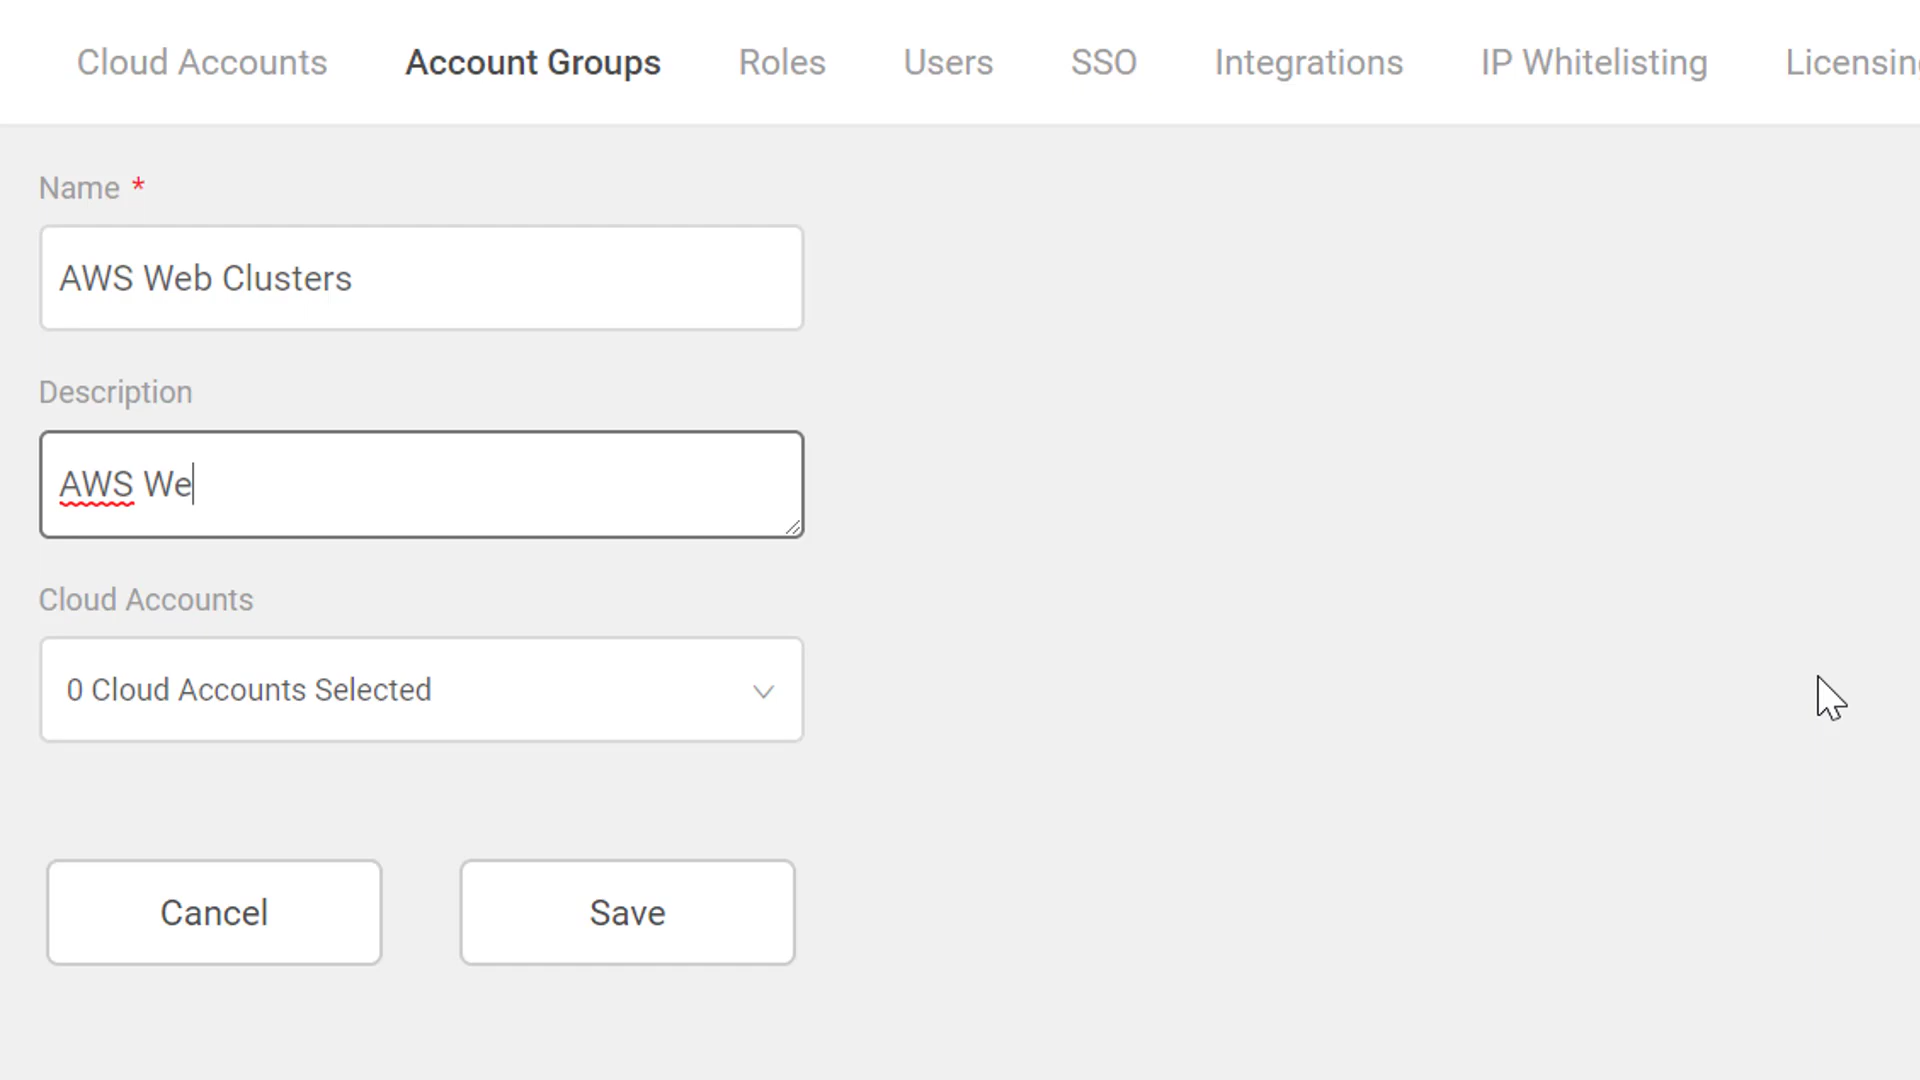 Cloud Accounts Account Groups Roles Users SSO Integrations IP Whitelisting Licensin
Name *
AWS Web Clusters
Description
AWS We
Cloud Accounts
0 Cloud Accounts Selected
Cancel Save